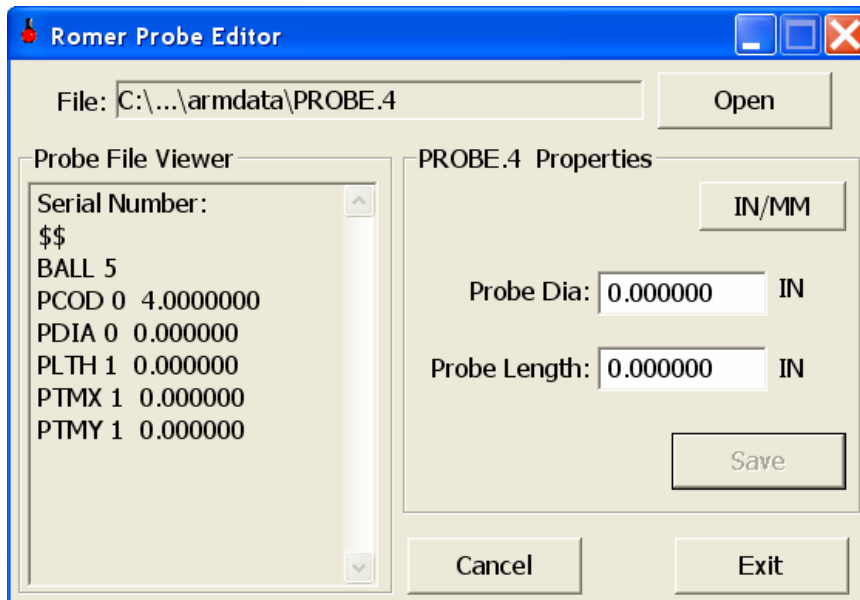 Romer Probe Editor
File: C:\...\armdata\PROBE.4
Open
Probe File Viewer
Serial Number:
$$
BALL 5
PCOD 0 4.0000000
PDIA 0 0.000000
PLTH 1 0.000000
PTMX 1 0.000000
PTMY 1 0.000000
PROBE.4 Properties
IN/MM
Probe Dia: 0.000000 IN
Probe Length: 0.000000 IN
Save
Cancel
Exit